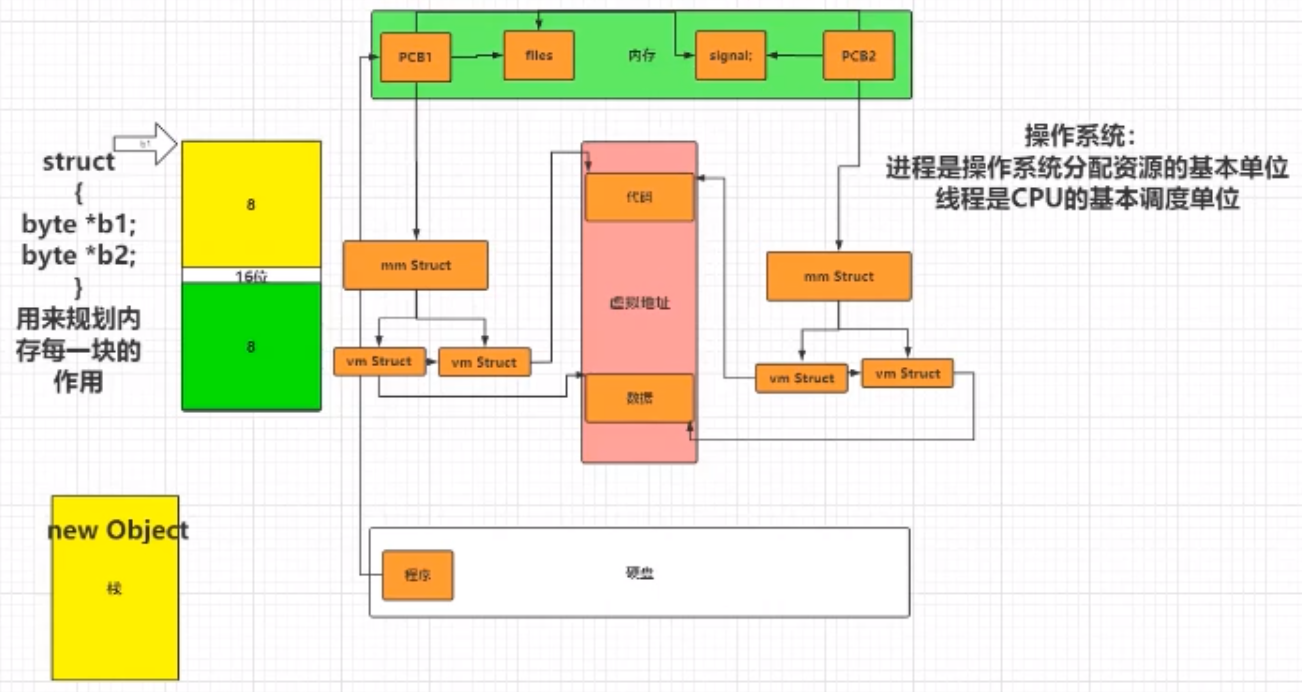 PCB1
files
内存
signal;
PCB2
b1
struct
{
byte *b1;
byte *b2;
}
用来规划内
存每一块的
作用
8
16位
8
操作系统：
进程是操作系统分配资源的基本单位
线程是CPU的基本调度单位
代码
mm Struct
虚拟地址
mm Struct
vm Struct
vm Struct
vm Struct
vm Struct
数据
new Object
栈
程序
硬盘